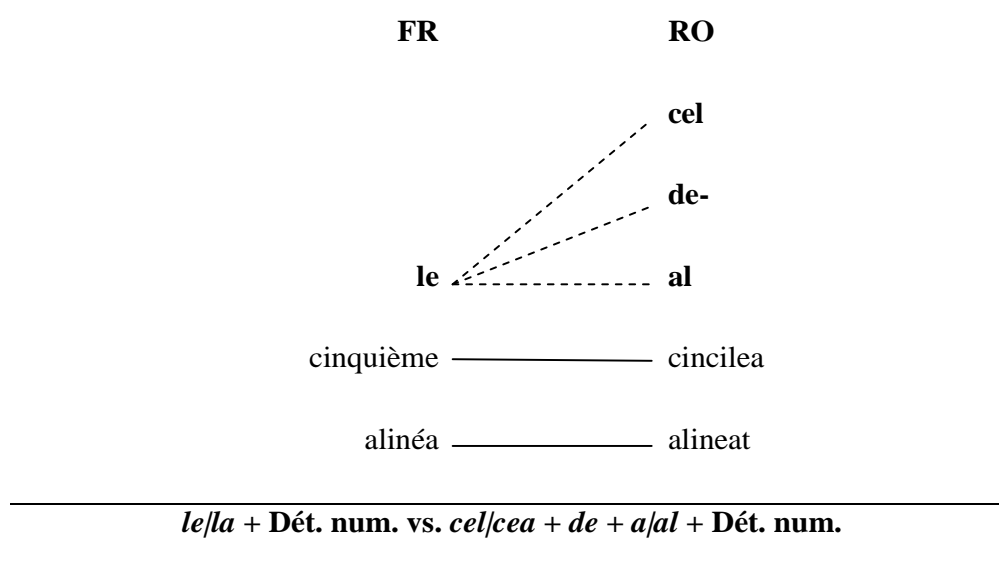 FR RO
cel
de-
le al
cinquième cincilea
alinéa alineat
le/la + Dét. num. vs. cel/cea + de + a/al + Dét. num.